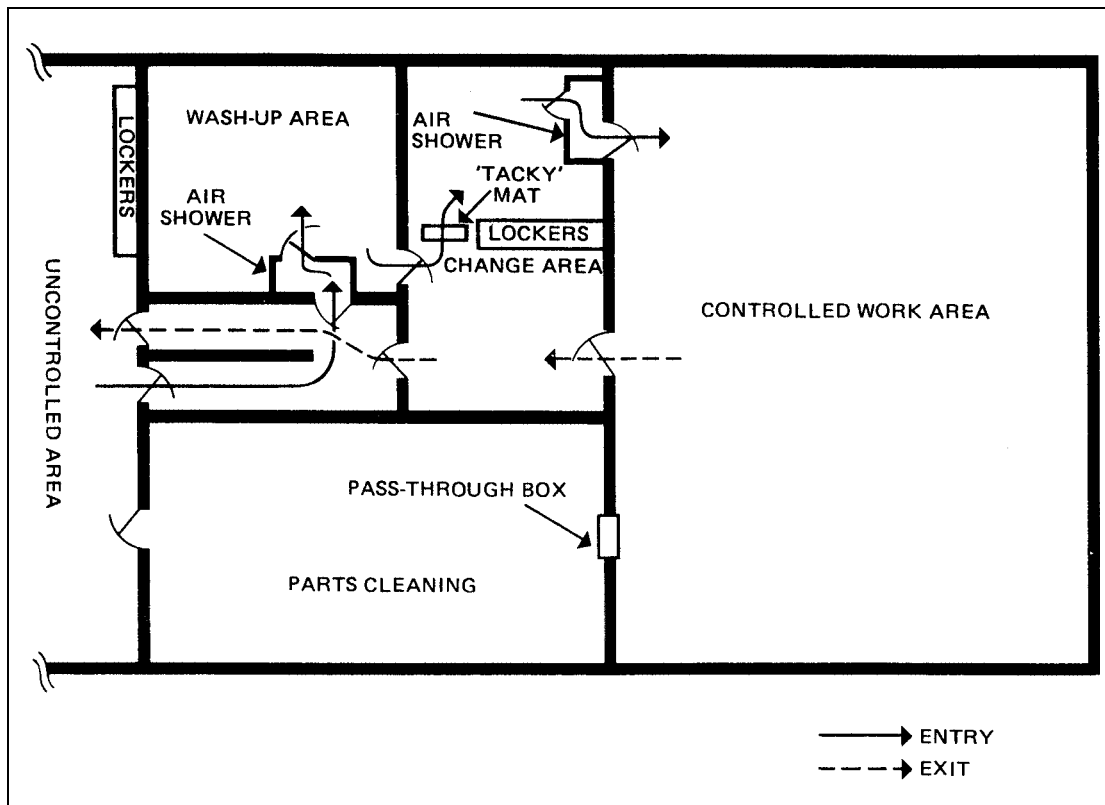 LOCKERS
WASH-UP AREA
AIR
SHOWER
AIR
SHOWER
'TACKY'
MAT
LOCKERS
CHANGE AREA
UNCONTROLLED AREA
CONTROLLED WORK AREA
PASS-THROUGH BOX
PARTS CLEANING
ENTRY
EXIT